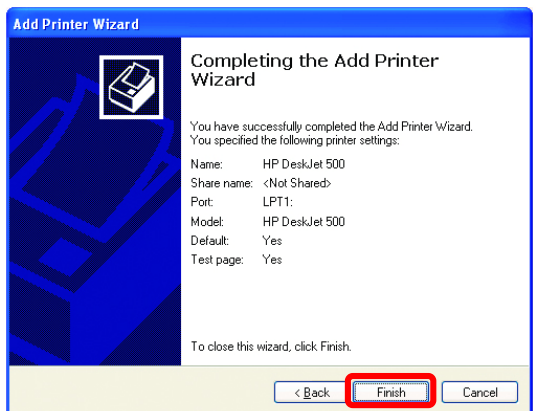 Add Printer Wizard
Completing the Add Printer
Wizard
You have successfully completed the Add Printer Wizard.
You specified the following printer settings:
Name: HP DeskJet 500
Share name: <Not Shared>
Port: LPT1:
Model: HP DeskJet 500
Default: Yes
Test page: Yes
To close this wizard, click Finish.
< Back Finish Cancel